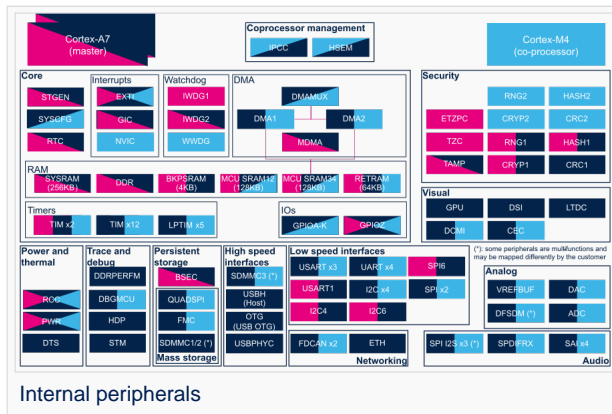 Cortex-A7
(master)
Coprocessor management
IPCC
HSEM
Cortex-M4
(co-processor)
Core
STGEN
SYSCFG
RTC
Interrupts
EXTI
GIC
NVIC
Watchdog
IWDG1
IWDG2
WWDG
DMA
DMAMUX
DMA1
DMA2
MDMA
Security
RNG2
HASH2
ETZPC
CRYP2
CRC2
TZC
RNG1
HASH1
TAMP
CRYP1
CRC1
RAM
SYSRAM
(256KB)
DDR
BKPSRAM
(4KB)
MCU SRAM12
(128KB)
MCU SRAM34
(128KB)
RETRAM
(64KB)
Timers
TIM x2
TIM x12
LPTIM x5
IOs
GPIOA-K
GPIOZ
Visual
GPU
DSI
LTDC
DCMI
CEC
(*): some peripherals are multifunctions and
may be mapped differently by the customer
Power and
thermal
ROC
PWR
DTS
Trace and
debug
DDRPERFM
DBGMCU
HDP
STM
Persistent
storage
BSEC
QUADSPI
FMC
SDMMC1/2 (*)
Mass storage
High speed
interfaces
SDMMC3 (*)
USBH
(Host)
OTG
(USB OTG)
USBPHYC
Low speed interfaces
USART x3
UART x4
SPI6
USART1
I2C x4
SPI x2
I2C4
I2C6
FDCAN x2
ETH
Networking
Analog
VREFBUF
DAC
DFSDM (*)
ADC
SPI I2S x3 (*)
SPDIFRX
SAI x4
Audio
Internal peripherals